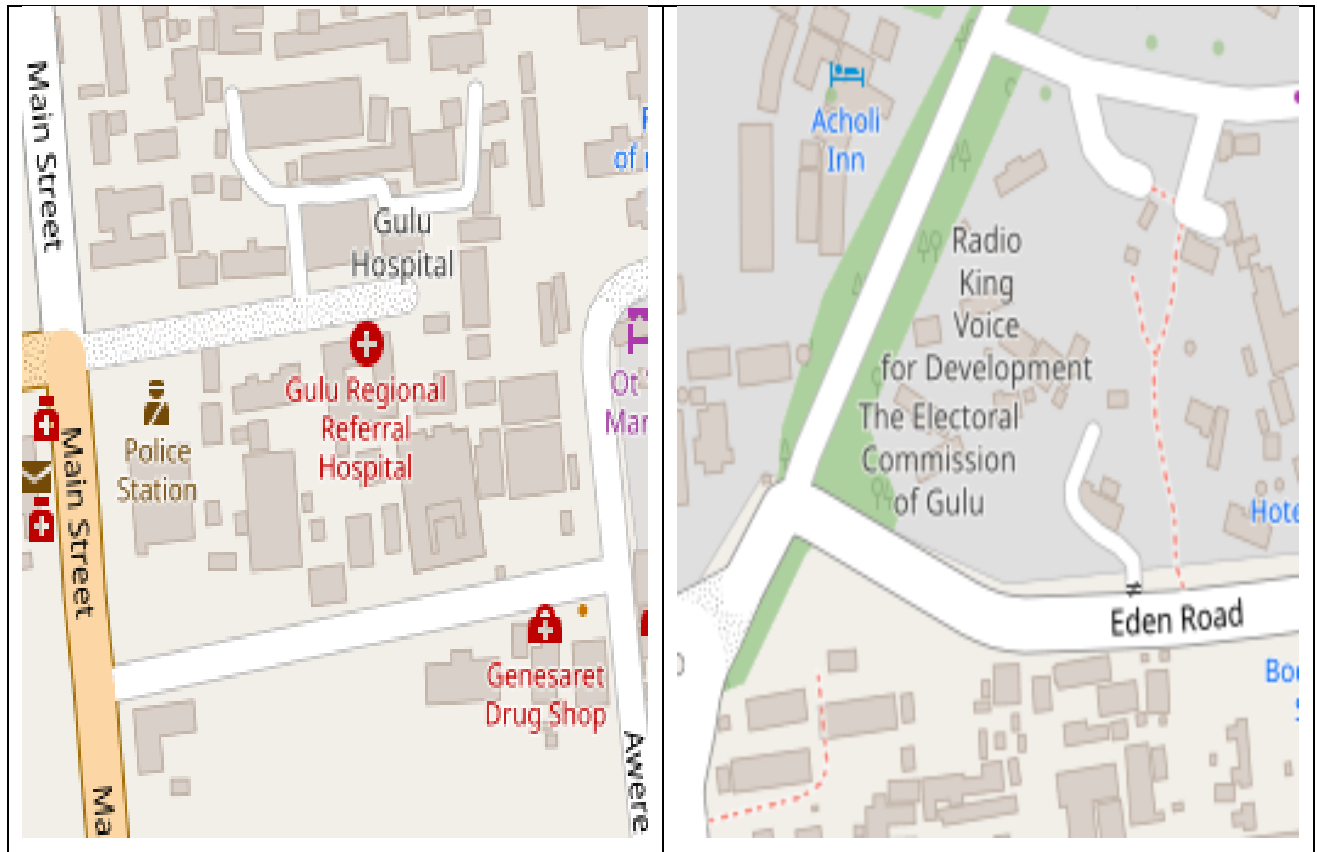 Main Street
Gulu
Hospital
Gulu Regional
Referral
Hospital
Police
Station
Main Street
Genesaret
Drug Shop
Awere
Acholi
Inn
Radio
King
Voice
for Development
The Electoral
Commission
of Gulu
Eden Road